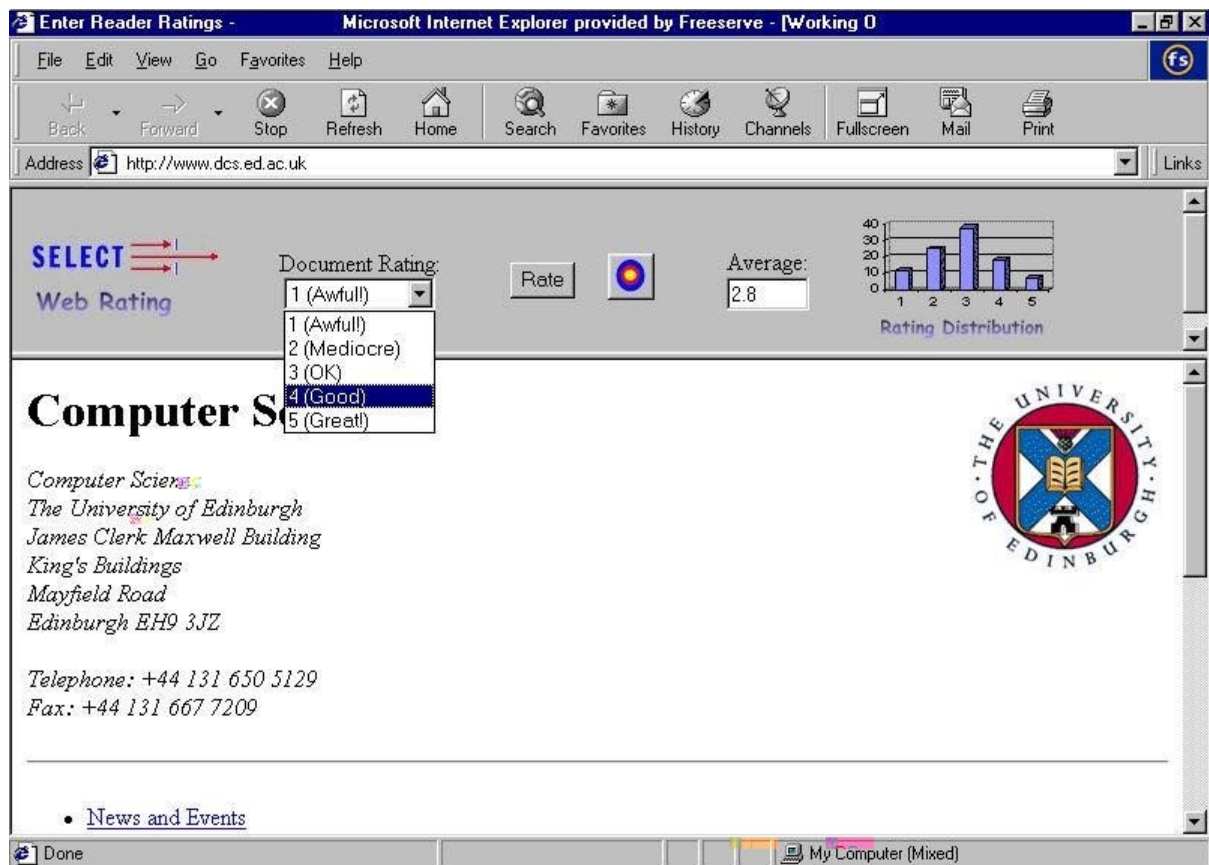 Enter Reader Ratings - Microsoft Internet Explorer provided by Freeserve - [Working O
File Edit View Go Favorites Help
fs
Back Forward Stop Refresh Home Search Favorites History Channels Fullscreen Mail Print
Address http://www.dcs.ed.ac.uk Links
SELECT
Web Rating
Document Rating:
1 (Awful!)
1 (Awful!)
2 (Mediocre)
3 (OK)
4 (Good)
5 (Great!)
Rate
Average:
2.8
40
30
20
10
0
1 2 3 4 5
Rating Distribution
Computer S
THE UNIVERSITY OF EDINBURGH
Computer Scien
The University of Edinburgh
James Clerk Maxwell Building
King's Buildings
Mayfield Road
Edinburgh EH9 3JZ
Telephone: +44 131 650 5129
Fax: +44 131 667 7209
News and Events
Done My Computer (Mixed)